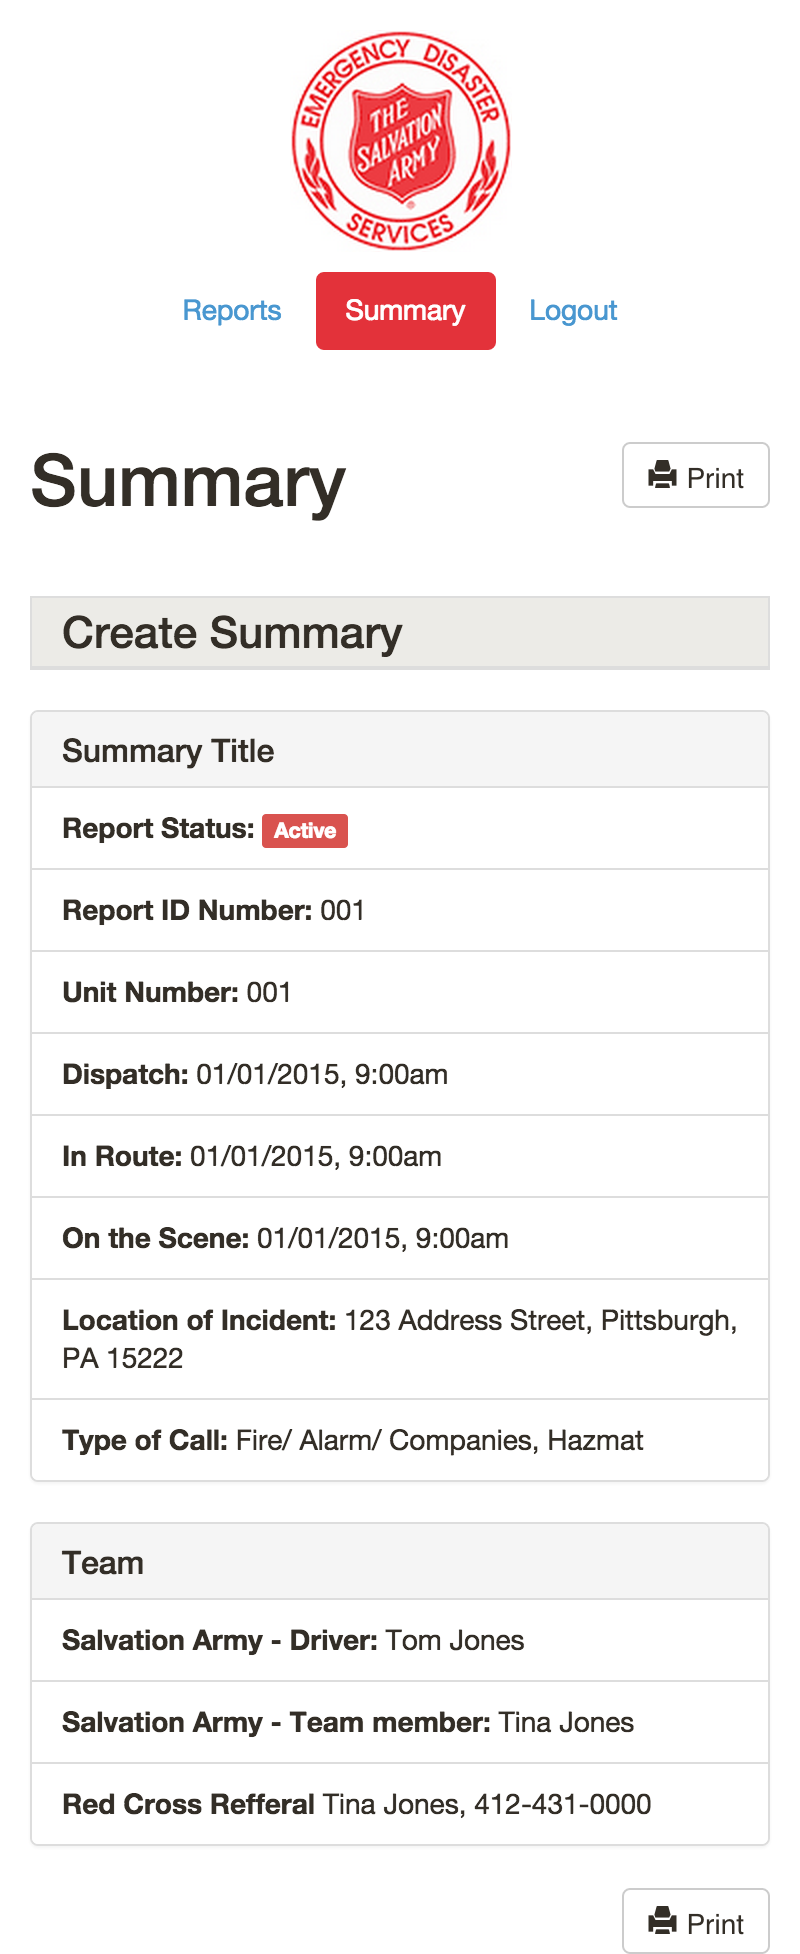 EMERGENCY DISASTER
THE
SALVATION
ARMY
®
SERVICES
Reports Summary Logout
Summary
Print
Create Summary
Summary Title
Report Status: Active
Report ID Number: 001
Unit Number: 001
Dispatch: 01/01/2015, 9:00am
In Route: 01/01/2015, 9:00am
On the Scene: 01/01/2015, 9:00am
Location of Incident: 123 Address Street, Pittsburgh,
PA 15222
Type of Call: Fire/ Alarm/ Companies, Hazmat
Team
Salvation Army - Driver: Tom Jones
Salvation Army - Team member: Tina Jones
Red Cross Refferal Tina Jones, 412-431-0000
Print